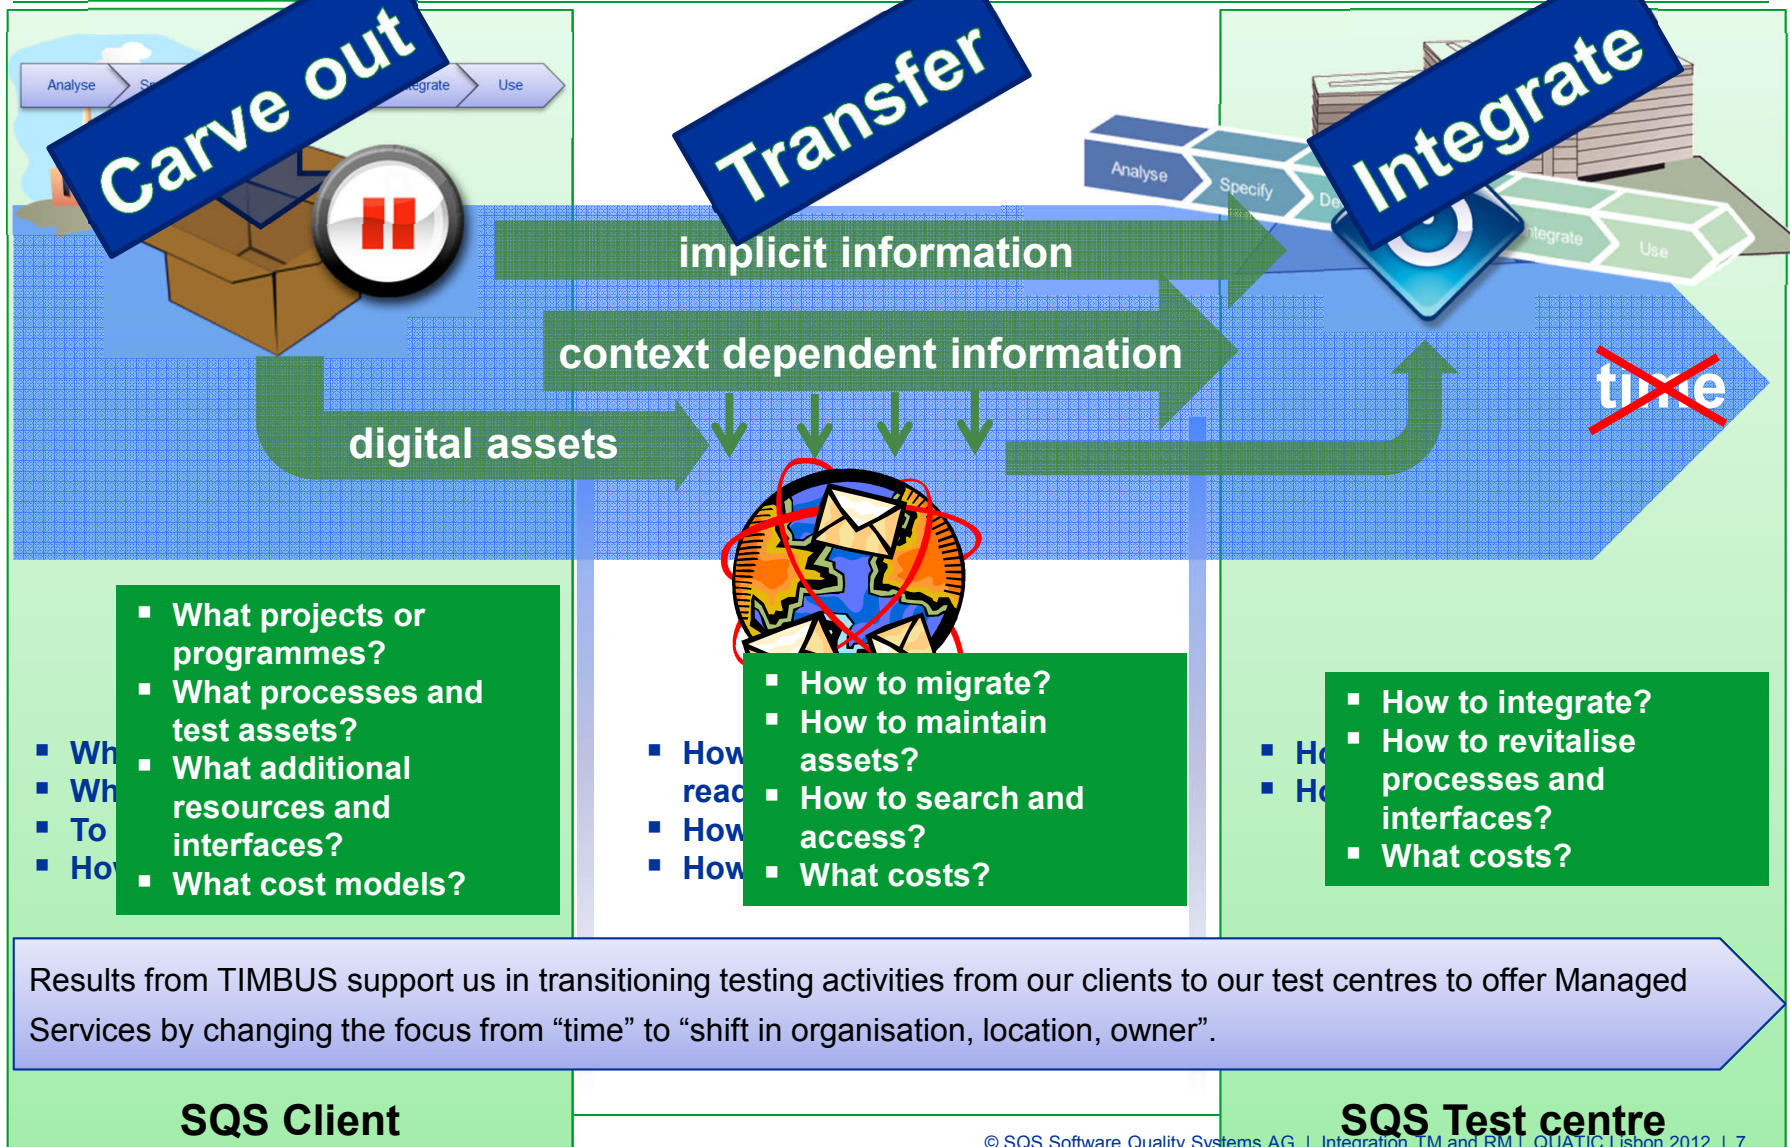 Carve out
Transfer
Integrate
Analyse
Use
Analyse
Specify
Use
implicit information
context dependent information
time
digital assets
▪ What projects or
programmes?
▪ What processes and
test assets?
▪ What additional
resources and
interfaces?
▪ What cost models?
▪ To
▪ How to migrate?
▪ How to maintain
assets?
▪ How to search and
access?
▪ What costs?
▪ How
▪ How
▪ How
▪ How to integrate?
▪ How to revitalise
processes and
interfaces?
▪ What costs?
Results from TIMBUS support us in transitioning testing activities from our clients to our test centres to offer Managed
Services by changing the focus from “time” to “shift in organisation, location, owner”.
SQS Client
SQS Test centre
© SQS Software Quality Systems AG | Integration TM and RM | QUATIC Lisbon 2012 | 7